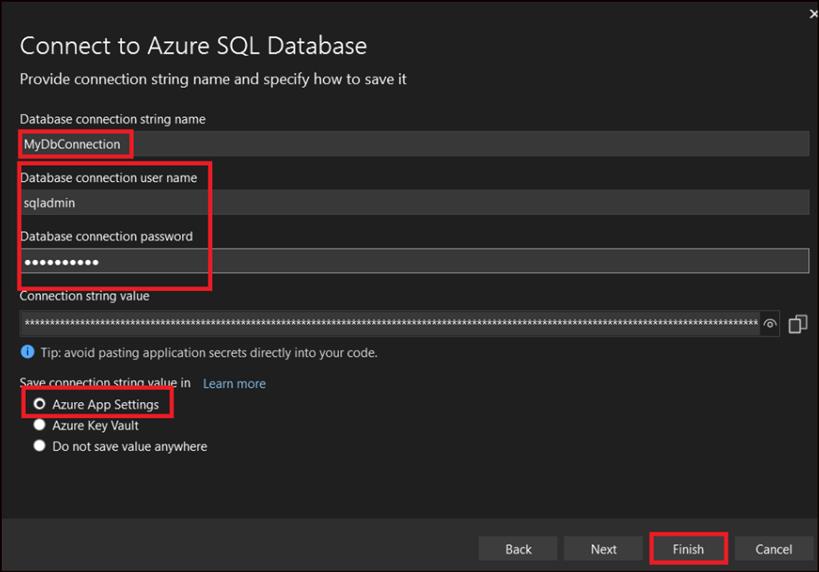 Connect to Azure SQL Database
Provide connection string name and specify how to save it
Database connection string name
MyDbConnection
Database connection user name
sqladmin
Database connection password
●●●●●●●●●●
Connection string value
****************************************************************************************************************************************************
Tip: avoid pasting application secrets directly into your code.
Save connection string value in Learn more
Azure App Settings
Azure Key Vault
Do not save value anywhere
Back Next Finish Cancel